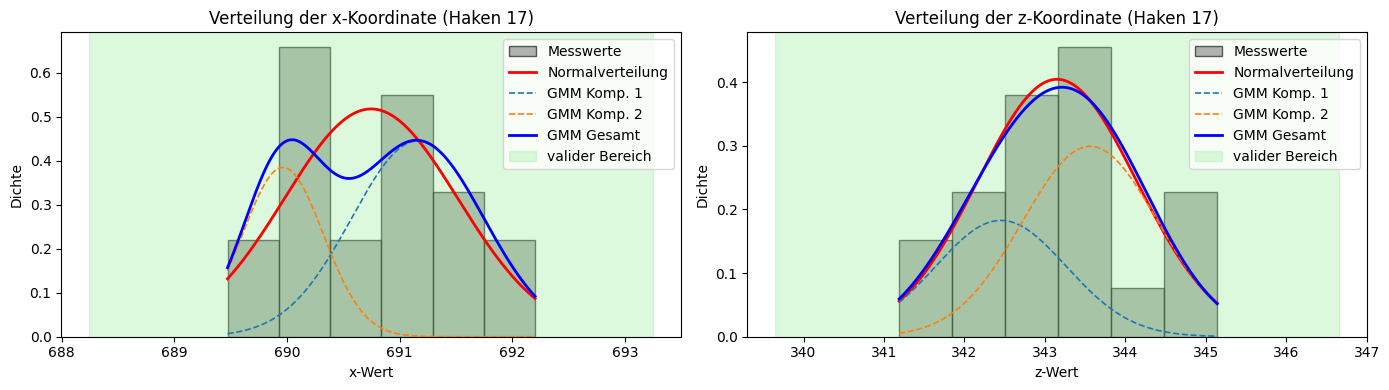 Verteilung der x-Koordinate (Haken 17)
Dichte
0.6
0.5
0.4
0.3
0.2
0.1
0.0
688
689
690
691
692
693
x-Wert
Messwerte
Normalverteilung
GMM Komp. 1
GMM Komp. 2
GMM Gesamt
valider Bereich
Verteilung der z-Koordinate (Haken 17)
Dichte
0.4
0.3
0.2
0.1
0.0
340
341
342
343
344
345
346
347
z-Wert
Messwerte
Normalverteilung
GMM Komp. 1
GMM Komp. 2
GMM Gesamt
valider Bereich